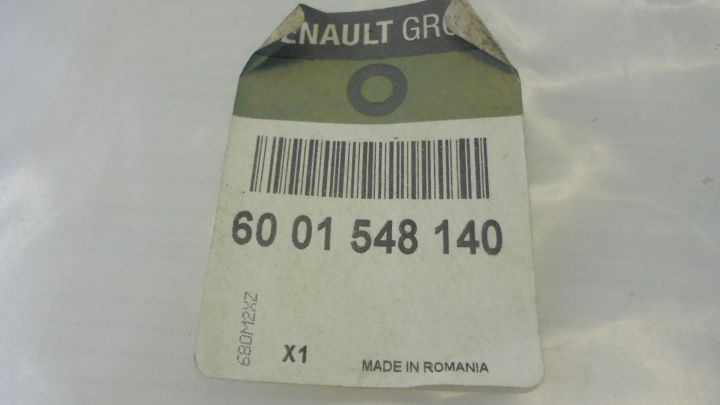 ENAULT GRO
60 01 548 140
680M2XZ
X1
MADE IN ROMANIA